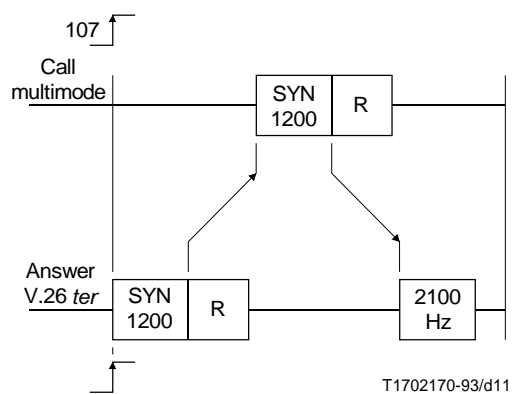 107
Call
multimode
SYN
1200
R
Answer
V.26 ter
SYN
1200
R
2100
Hz
T1702170-93/d11